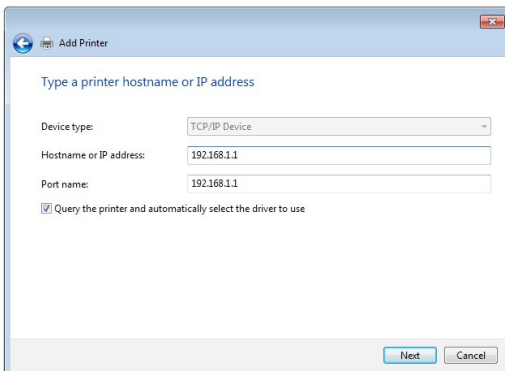 Add Printer
Type a printer hostname or IP address
Device type: TCP/IP Device
Hostname or IP address: 192.168.1.1
Port name: 192.168.1.1
Query the printer and automatically select the driver to use
Next Cancel